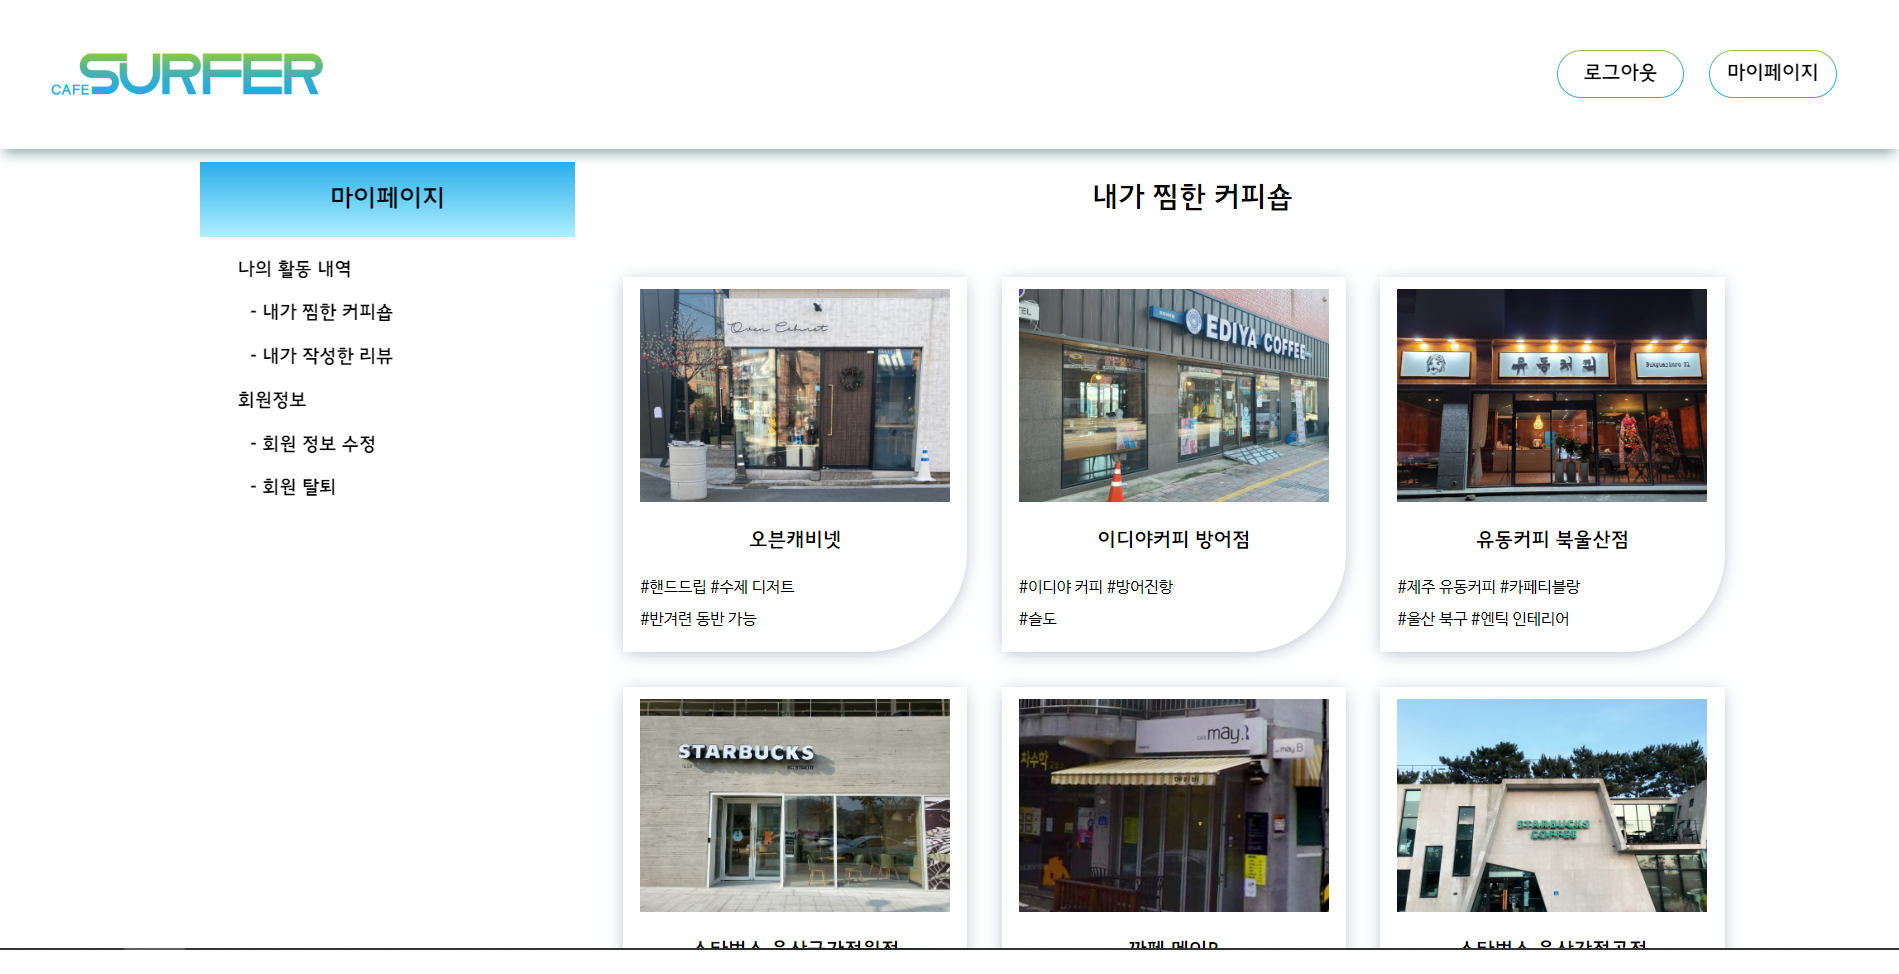 CAFE SURFER
로그아웃
마이페이지
마이페이지
나의 활동 내역
- 내가 찜한 커피숍
- 내가 작성한 리뷰
회원정보
- 회원 정보 수정
- 회원 탈퇴
내가 찜한 커피숍
Oven Cabinet
EDIYA COFFEE
유동커피
오븐캐비넷
#핸드드립 #수제 디저트
#반겨련 동반 가능
이디야커피 방어점
#이디야 커피 #방어진항
#슬도
유동커피 북울산점
#제주 유동커피 #카페티블랑
#울산 북구 #엔틱 인테리어
STARBUCKS
may.B
may.B
STARBUCKS
COFFEE